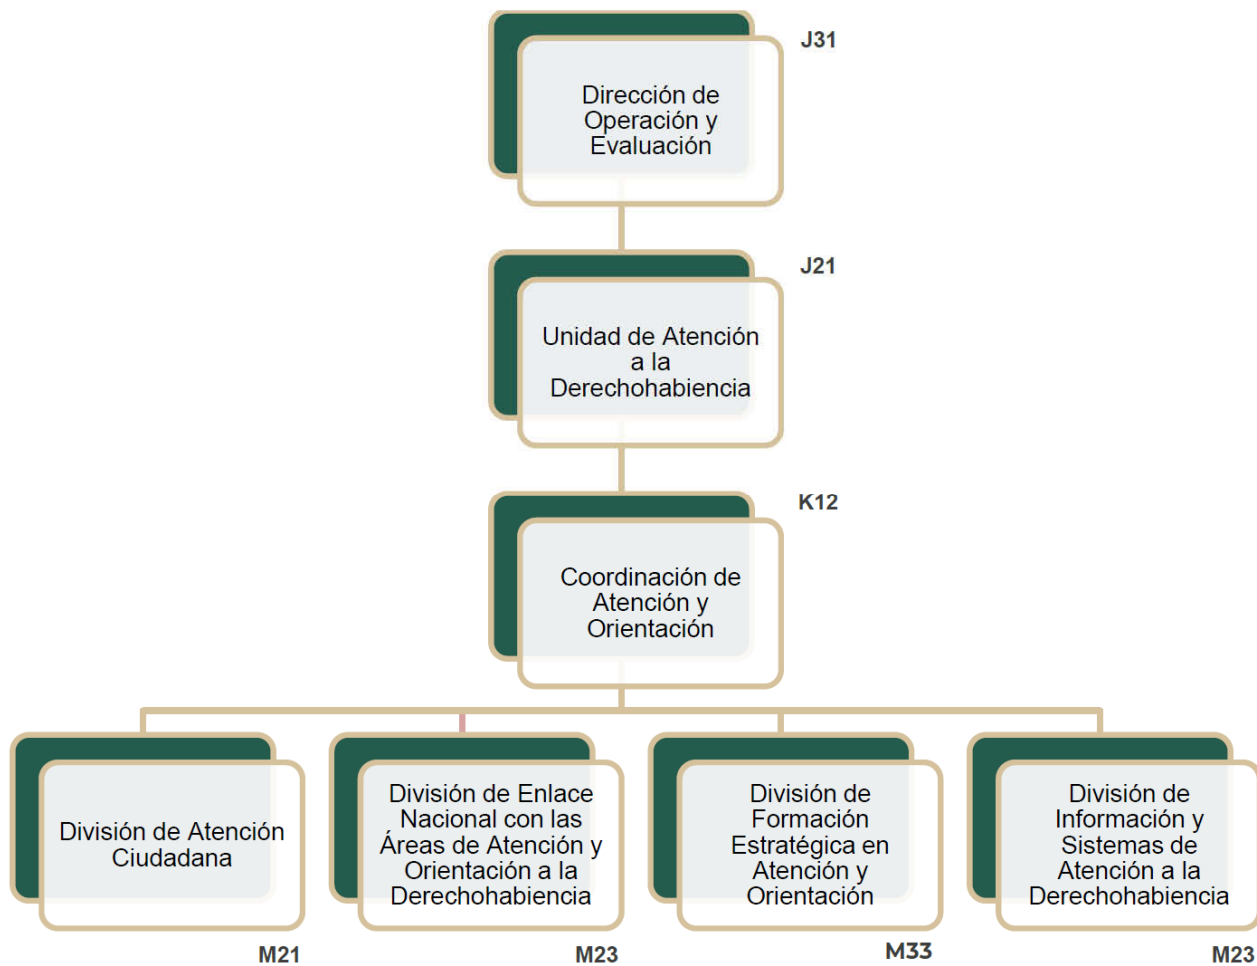 J31
Dirección de
Operación y
Evaluación
J21
Unidad de Atención
a la
Derechohabiencia
K12
Coordinación de
Atención y
Orientación
División de Atención
Ciudadana
M21
División de Enlace
Nacional con las
Áreas de Atención y
Orientación a la
Derechohabiencia
M23
División de
Formación
Estratégica en
Atención y
Orientación
M33
División de
Información y
Sistemas de
Atención a la
Derechohabiencia
M23